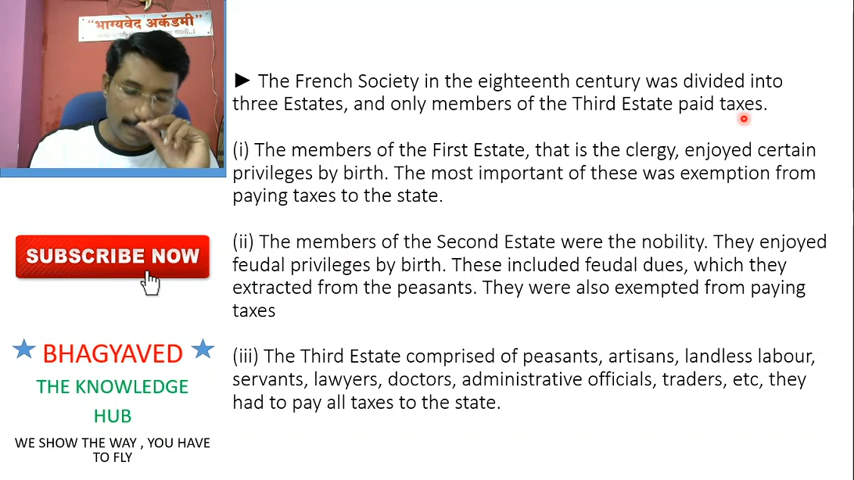 "भाग्यवेद अकॅडमी"
► The French Society in the eighteenth century was divided into
three Estates, and only members of the Third Estate paid taxes.
(i) The members of the First Estate, that is the clergy, enjoyed certain
privileges by birth. The most important of these was exemption from
paying taxes to the state.
(ii) The members of the Second Estate were the nobility. They enjoyed
feudal privileges by birth. These included feudal dues, which they
extracted from the peasants. They were also exempted from paying
taxes
(iii) The Third Estate comprised of peasants, artisans, landless labour,
servants, lawyers, doctors, administrative officials, traders, etc, they
had to pay all taxes to the state.
SUBSCRIBE NOW
BHAGYAVED
THE KNOWLEDGE
HUB
WE SHOW THE WAY , YOU HAVE
TO FLY